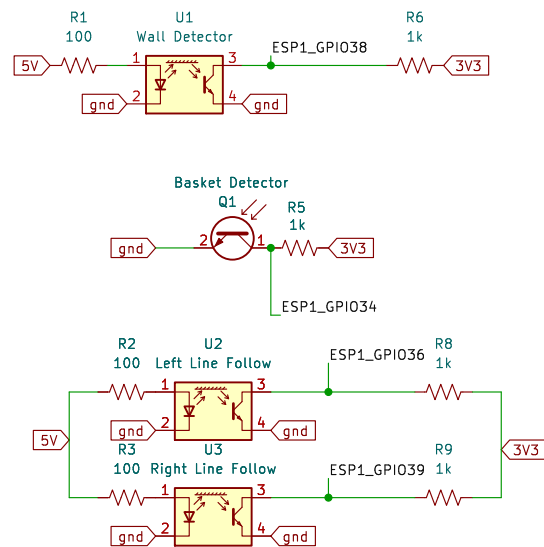 R1
100
U1
Wall Detector
R6
1k
5V
1
3
ESP1_GPIO38
3V3
gnd
2
4
gnd
Basket Detector
Q1
R5
1k
gnd
2
1
3V3
ESP1_GPIO34
R2
100
U2
Left Line Follow
ESP1_GPIO36
R8
1k
1
3
gnd
2
4
gnd
5V
3V3
R3
100
U3
Right Line Follow
ESP1_GPIO39
R9
1k
1
3
gnd
2
4
gnd